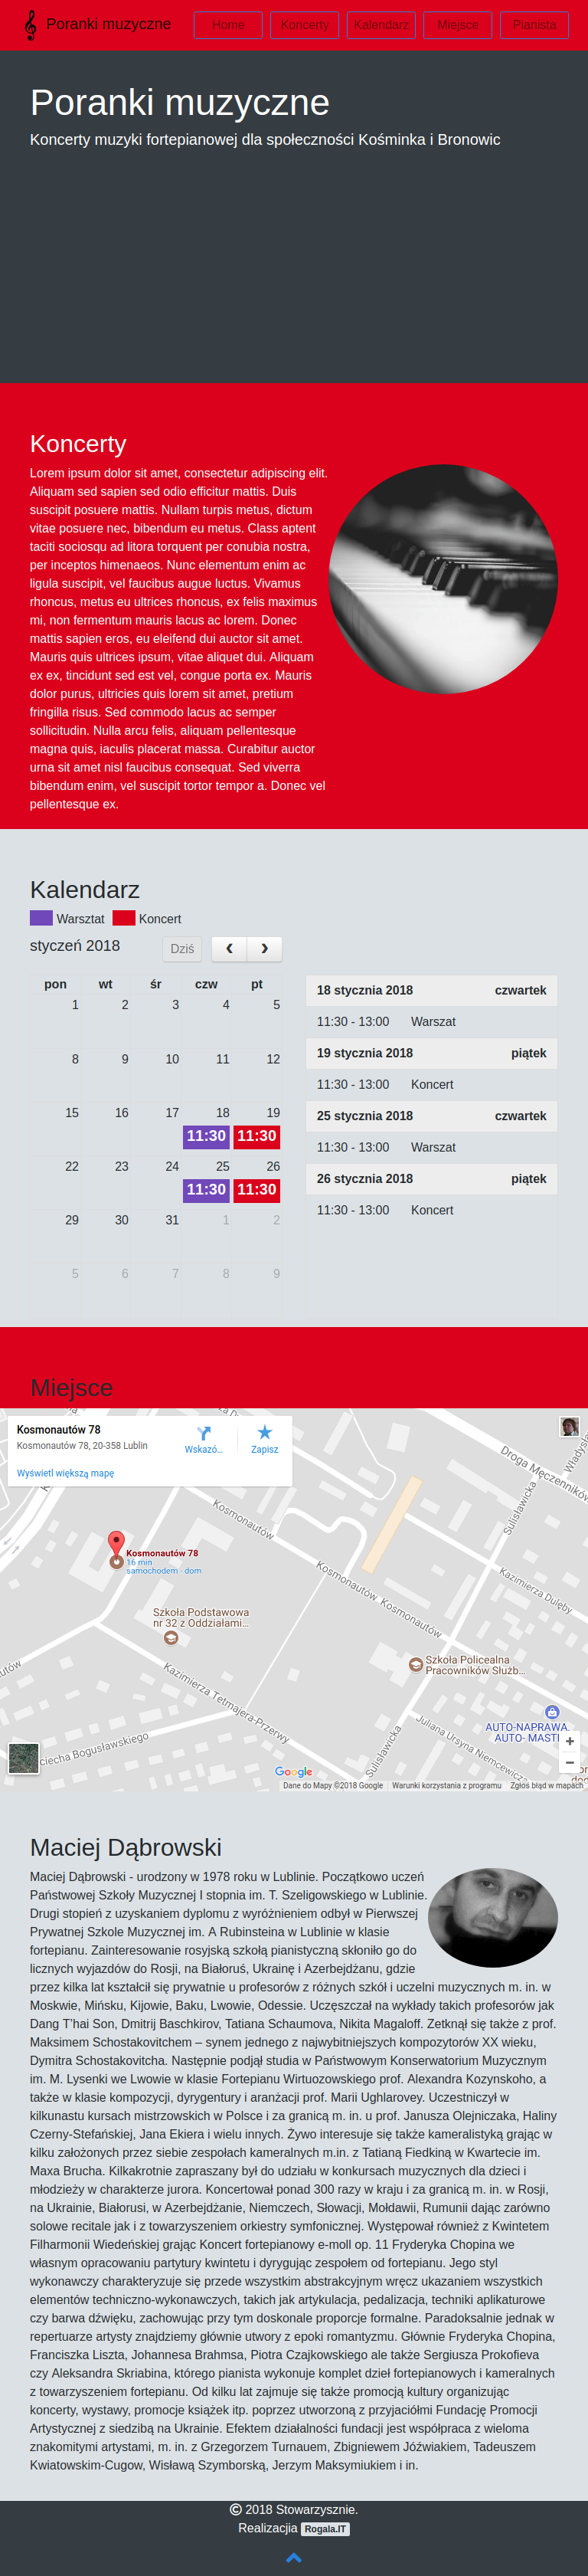 Poranki muzyczne
Home
Koncerty
Kalendarz
Miejsce
Pianista
Poranki muzyczne
Koncerty muzyki fortepianowej dla społeczności Kośminka i Bronowic
Koncerty
Lorem ipsum dolor sit amet, consectetur adipiscing elit.
Aliquam sed sapien sed odio efficitur mattis. Duis
suscipit posuere mattis. Nullam turpis metus, dictum
vitae posuere nec, bibendum eu metus. Class aptent
taciti sociosqu ad litora torquent per conubia nostra,
per inceptos himenaeos. Nunc elementum enim ac
ligula suscipit, vel faucibus augue luctus. Vivamus
rhoncus, metus eu ultrices rhoncus, ex felis maximus
mi, non fermentum mauris lacus ac lorem. Donec
mattis sapien eros, eu eleifend dui auctor sit amet.
Mauris quis ultrices ipsum, vitae aliquet dui. Aliquam
ex ex, tincidunt sed est vel, congue porta ex. Mauris
dolor purus, ultricies quis lorem sit amet, pretium
fringilla risus. Sed commodo lacus ac semper
sollicitudin. Nulla arcu felis, aliquam pellentesque
magna quis, iaculis placerat massa. Curabitur auctor
urna sit amet nisl faucibus consequat. Sed viverra
bibendum enim, vel suscipit tortor tempor a. Donec vel
pellentesque ex.
Kalendarz
Warsztat Koncert
styczeń 2018
Dziś
pon wt śr czw pt
1 2 3 4 5
8 9 10 11 12
15 16 17 18 19
11:30 11:30
22 23 24 25 26
11:30 11:30
29 30 31 1 2
5 6 7 8 9
18 stycznia 2018 czwartek
11:30 - 13:00 Warszat
19 stycznia 2018 piątek
11:30 - 13:00 Koncert
25 stycznia 2018 czwartek
11:30 - 13:00 Warszat
26 stycznia 2018 piątek
11:30 - 13:00 Koncert
Miejsce
Kosmonautów 78
Kosmonautów 78, 20-358 Lublin
Wyświetl większą mapę
Wskazó...
Zapisz
Droga Męczenników
Władysła
Sulisławicka
Kosmonautów
Kosmonautów 78
16 min
samochodem - dom
Kosmonautów
Kosmonautów
Kazimierza Dulęby
Szkoła Podstawowa
nr 32 z Oddziałami...
Szkoła Policealna
Pracowników Służb...
Kazimierza Tetmajera-Przerwy
AUTO-NAPRAWA.
AUTO- MASTE
Juliana Ursyna Niemcewicza
Sulisławicka
ciecha Bogusławskiego
Google
Dane do Mapy ©2018 Google Warunki korzystania z programu Zgłoś błąd w mapach
Maciej Dąbrowski
Maciej Dąbrowski - urodzony w 1978 roku w Lublinie. Początkowo uczeń
Państwowej Szkoły Muzycznej I stopnia im. T. Szeligowskiego w Lublinie.
Drugi stopień z uzyskaniem dyplomu z wyróżnieniem odbył w Pierwszej
Prywatnej Szkole Muzycznej im. A Rubinsteina w Lublinie w klasie
fortepianu. Zainteresowanie rosyjską szkołą pianistyczną skłoniło go do
licznych wyjazdów do Rosji, na Białoruś, Ukrainę i Azerbejdżanu, gdzie
przez kilka lat kształcił się prywatnie u profesorów z różnych szkół i uczelni muzycznych m. in. w
Moskwie, Mińsku, Kijowie, Baku, Lwowie, Odessie. Uczęszczał na wykłady takich profesorów jak
Dang T'hai Son, Dmitrij Baschkirov, Tatiana Schaumova, Nikita Magaloff. Zetknął się także z prof.
Maksimem Schostakovitchem – synem jednego z najwybitniejszych kompozytorów XX wieku,
Dymitra Schostakovitcha. Następnie podjął studia w Państwowym Konserwatorium Muzycznym
im. M. Lysenki we Lwowie w klasie Fortepianu Wirtuozowskiego prof. Alexandra Kozynskoho, a
także w klasie kompozycji, dyrygentury i aranżacji prof. Marii Ughlarovey. Uczestniczył w
kilkunastu kursach mistrzowskich w Polsce i za granicą m. in. u prof. Janusza Olejniczaka, Haliny
Czerny-Stefańskiej, Jana Ekiera i wielu innych. Żywo interesuje się także kameralistyką grając w
kilku założonych przez siebie zespołach kameralnych m.in. z Tatianą Fiedkiną w Kwartecie im.
Maxa Brucha. Kilkakrotnie zapraszany był do udziału w konkursach muzycznych dla dzieci i
młodzieży w charakterze jurora. Koncertował ponad 300 razy w kraju i za granicą m. in. w Rosji,
na Ukrainie, Białorusi, w Azerbejdżanie, Niemczech, Słowacji, Mołdawii, Rumunii dając zarówno
solowe recitale jak i z towarzyszeniem orkiestry symfonicznej. Występował również z Kwintetem
Filharmonii Wiedeńskiej grając Koncert fortepianowy e-moll op. 11 Fryderyka Chopina we
własnym opracowaniu partytury kwintetu i dyrygując zespołem od fortepianu. Jego styl
wykonawczy charakteryzuje się przede wszystkim abstrakcyjnym wręcz ukazaniem wszystkich
elementów techniczno-wykonawczych, takich jak artykulacja, pedalizacja, techniki aplikaturowe
czy barwa dźwięku, zachowując przy tym doskonale proporcje formalne. Paradoksalnie jednak w
repertuarze artysty znajdziemy głównie utwory z epoki romantyzmu. Głównie Fryderyka Chopina,
Franciszka Liszta, Johannesa Brahmsa, Piotra Czajkowskiego ale także Sergiusza Prokofieva
czy Aleksandra Skriabina, którego pianista wykonuje komplet dzieł fortepianowych i kameralnych
z towarzyszeniem fortepianu. Od kilku lat zajmuje się także promocją kultury organizując
koncerty, wystawy, promocje książek itp. poprzez utworzoną z przyjaciółmi Fundację Promocji
Artystycznej z siedzibą na Ukrainie. Efektem działalności fundacji jest współpraca z wieloma
znakomitymi artystami, m. in. z Grzegorzem Turnauem, Zbigniewem Jóźwiakiem, Tadeuszem
Kwiatowskim-Cugow, Wisławą Szymborską, Jerzym Maksymiukiem i in.
© 2018 Stowarzysznie.
Realizacjia Rogala.IT